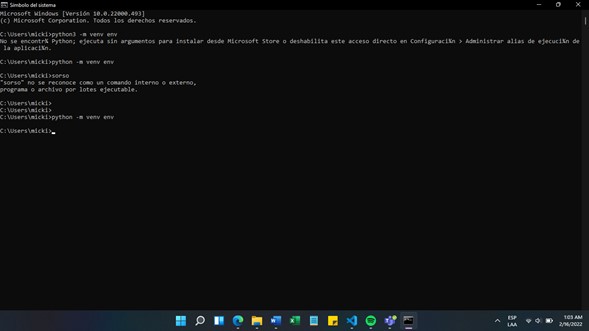 Símbolo del sistema
Microsoft Windows [Versión 10.0.22000.493]
(c) Microsoft Corporation. Todos los derechos reservados.
C:\Users\micki>python3 -m venv env
No se encontr% Python; ejecuta sin argumentos para instalar desde Microsoft Store o deshabilita este acceso directo en Configuraci%n > Administrar alias de ejecuci%n de
la aplicaci%n.
C:\Users\micki>python -m venv env
C:\Users\micki>sorso
"sorso" no se reconoce como un comando interno o externo,
programa o archivo por lotes ejecutable.
C:\Users\micki>
C:\Users\micki>
C:\Users\micki>python -m venv env
C:\Users\micki>
ESP
LAA
1:03 AM
2/16/2022